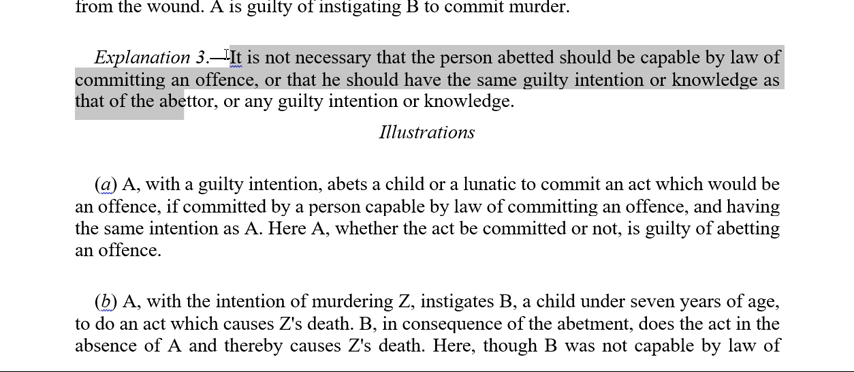 from the wound. A is guilty of instigating B to commit murder.
Explanation 3.—It is not necessary that the person abetted should be capable by law of
committing an offence, or that he should have the same guilty intention or knowledge as
that of the abettor, or any guilty intention or knowledge.
Illustrations
(a) A, with a guilty intention, abets a child or a lunatic to commit an act which would be
an offence, if committed by a person capable by law of committing an offence, and having
the same intention as A. Here A, whether the act be committed or not, is guilty of abetting
an offence.
(b) A, with the intention of murdering Z, instigates B, a child under seven years of age,
to do an act which causes Z's death. B, in consequence of the abetment, does the act in the
absence of A and thereby causes Z's death. Here, though B was not capable by law of